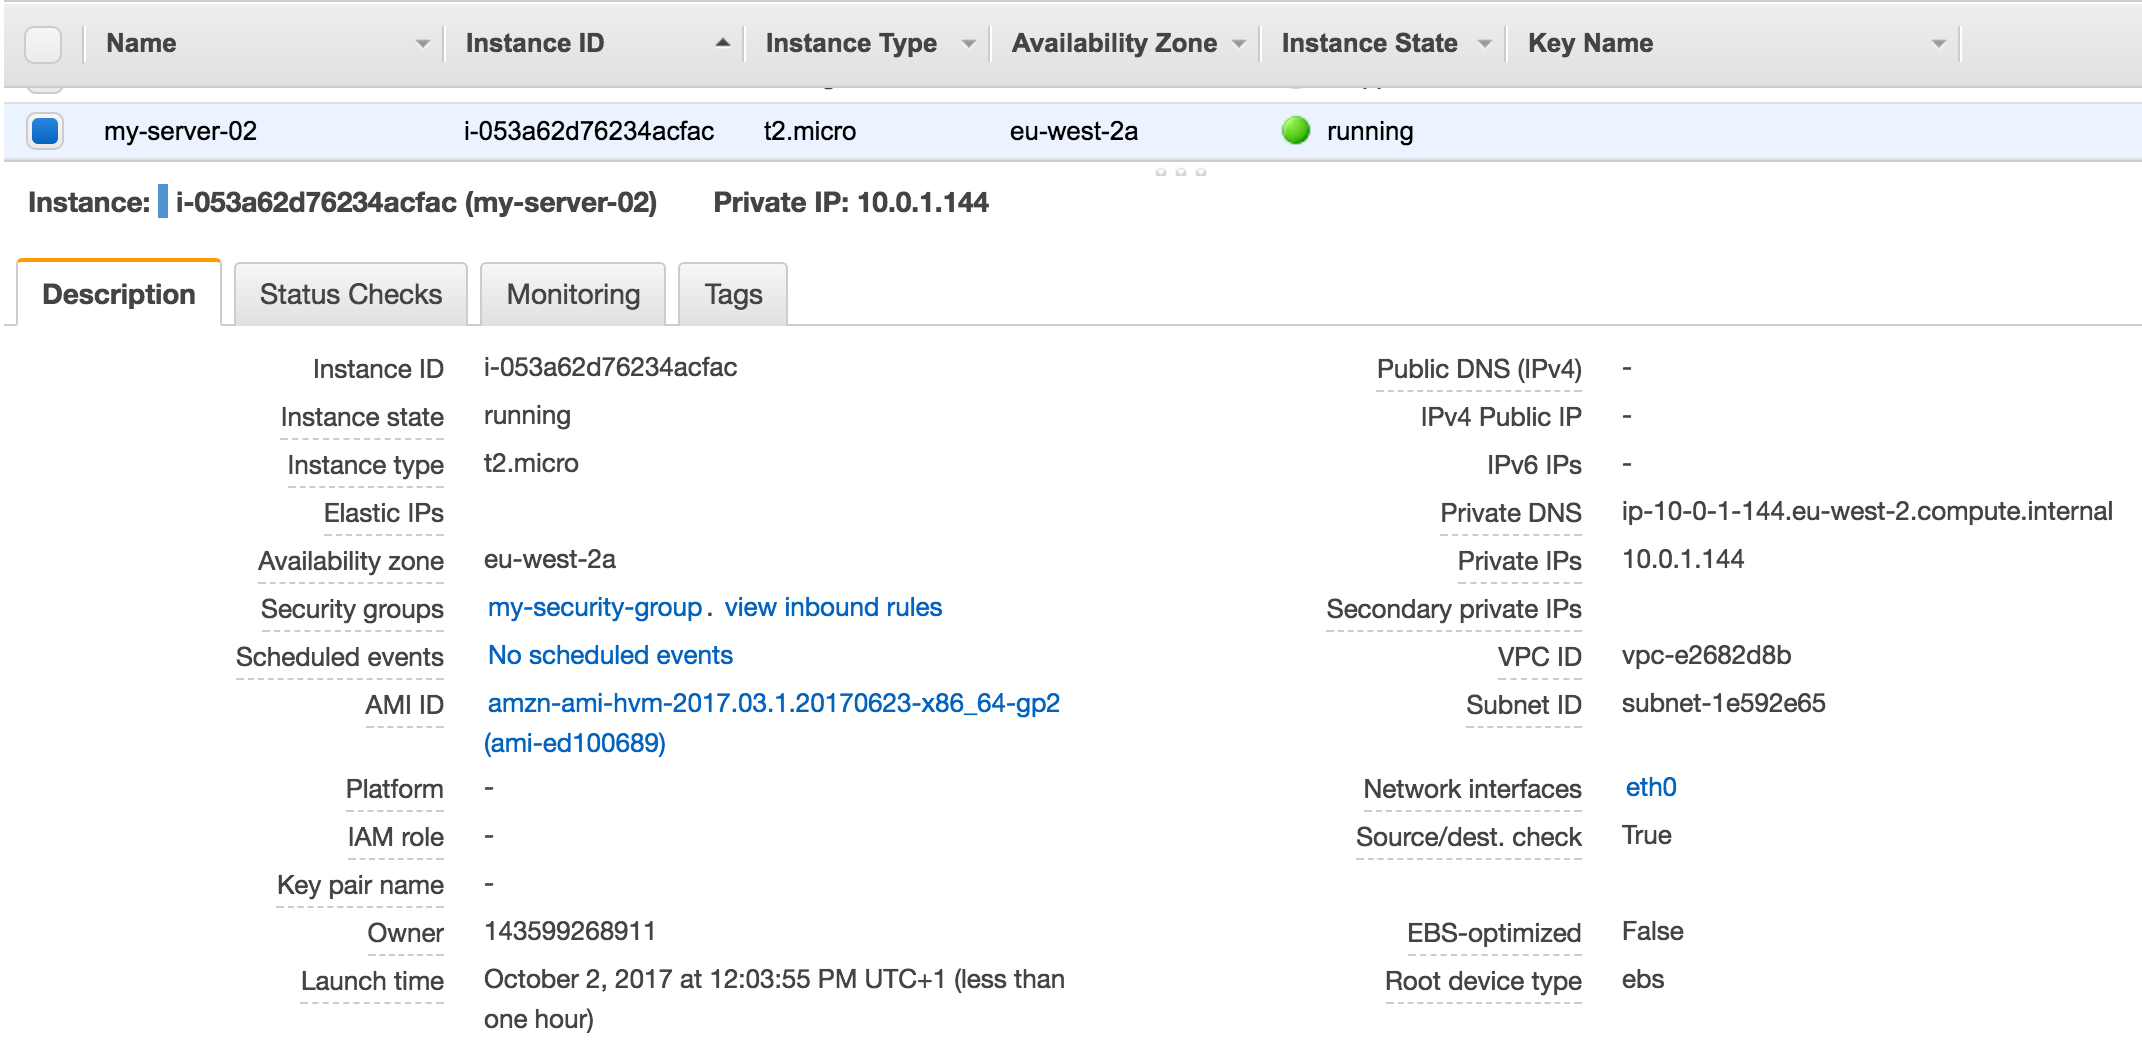 Name Instance ID Instance Type Availability Zone Instance State Key Name
my-server-02 i-053a62d76234acfac t2.micro eu-west-2a running
Instance: i-053a62d76234acfac (my-server-02) Private IP: 10.0.1.144
Description Status Checks Monitoring Tags
Instance ID i-053a62d76234acfac Public DNS (IPv4) -
Instance state running IPv4 Public IP -
Instance type t2.micro IPv6 IPs -
Elastic IPs Private DNS ip-10-0-1-144.eu-west-2.compute.internal
Availability zone eu-west-2a Private IPs 10.0.1.144
Security groups my-security-group . view inbound rules Secondary private IPs
Scheduled events No scheduled events VPC ID vpc-e2682d8b
AMI ID amzn-ami-hvm-2017.03.1.20170623-x86_64-gp2 Subnet ID subnet-1e592e65
(ami-ed100689)
Platform - Network interfaces eth0
IAM role - Source/dest. check True
Key pair name -
Owner 143599268911 EBS-optimized False
Launch time October 2, 2017 at 12:03:55 PM UTC+1 (less than Root device type ebs
one hour)